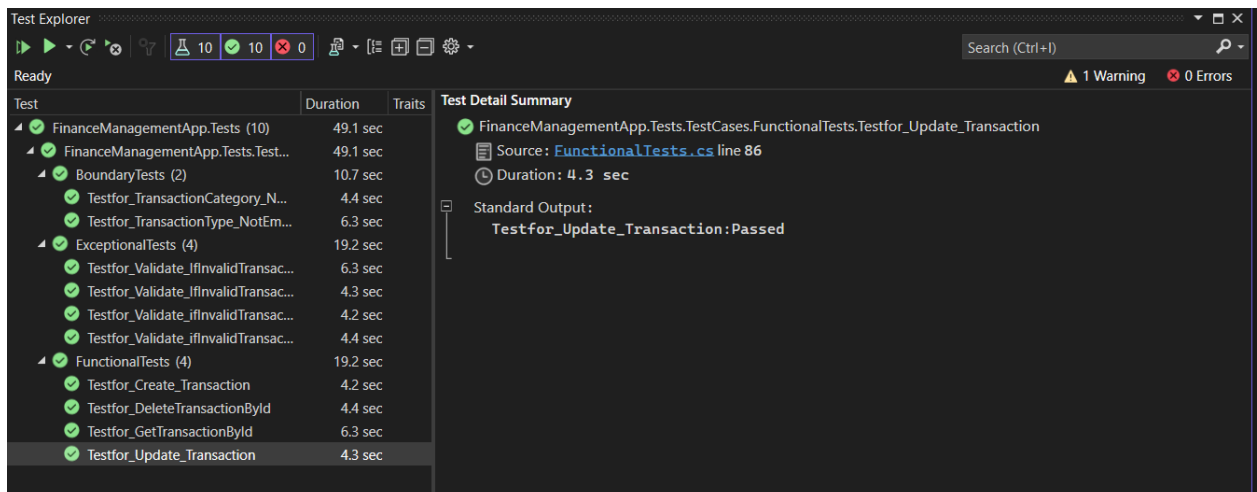 Test Explorer
10 10 0
Search (Ctrl+I)
Ready
1 Warning 0 Errors
Test Duration Traits
FinanceManagementApp.Tests (10) 49.1 sec
FinanceManagementApp.Tests.Test... 49.1 sec
BoundaryTests (2) 10.7 sec
Testfor_TransactionCategory_N... 4.4 sec
Testfor_TransactionType_NotEm... 6.3 sec
ExceptionalTests (4) 19.2 sec
Testfor_Validate_IfInvalidTransac... 6.3 sec
Testfor_Validate_IfInvalidTransac... 4.3 sec
Testfor_Validate_ifInvalidTransac... 4.2 sec
Testfor_Validate_ifInvalidTransac... 4.4 sec
FunctionalTests (4) 19.2 sec
Testfor_Create_Transaction 4.2 sec
Testfor_DeleteTransactionById 4.4 sec
Testfor_GetTransactionById 6.3 sec
Testfor_Update_Transaction 4.3 sec
Test Detail Summary
FinanceManagementApp.Tests.TestCases.FunctionalTests.Testfor_Update_Transaction
Source: FunctionalTests.cs line 86
Duration: 4.3 sec
Standard Output:
Testfor_Update_Transaction:Passed